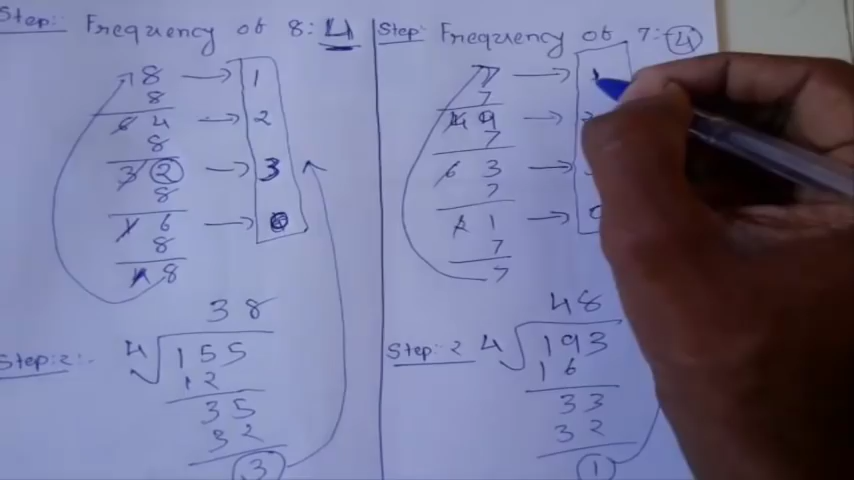 Step:- Frequency of 8: 4
8 → 1
8
6 4 → 2
8
3 2 → 3
8
1 6 → 0
8
4 8
Step:2:-
38
4 √155
12
35
32
3
Step:- Frequency of 7:- 4
7 → 1
7
4 9 →
7
6 3 →
7
2 1 →
7
7
Step:-2
48
4 √193
16
33
32
1